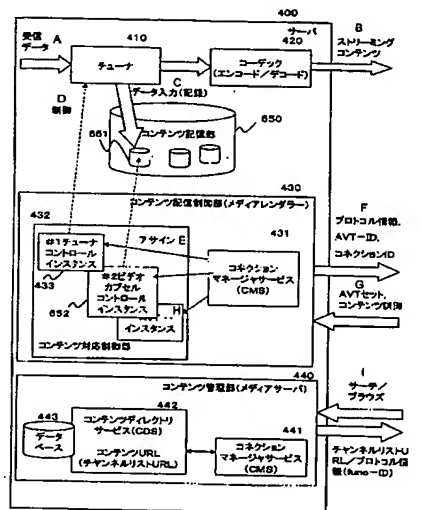 400
サーバ
受信
データ
A
410
チューナ
420
コーデック
(エンコード/デコード)
B
ストリーミング
コンテンツ
C
データ入力(記録)
D
制御
コンテンツ記憶部
661
650
430
コンテンツ配信制御部(メディアレンダラー)
432
アサイン E
431
#1チューナ
コントロール
インスタンス
433
コネクション
マネージャサービス
(CMS)
#2ビデオ
カプセル
コントロール
インスタンス
652
H
インスタンス
コンテンツ対応制御部
F
プロトコル情報、
AVT-ID、
コネクションID
G
AVTセット、
コンテンツ制御
440
コンテンツ管理部(メディアサーバ)
443
データ
ベース
442
コンテンツディレクトリ
サービス(CDS)
コンテンツURL
(チャンネルリストURL)
441
コネクション
マネージャサービス
(CMS)
I
サーチ/
ブラウズ
チャンネルリストU
RL/プロトコル情
報(func-ID)